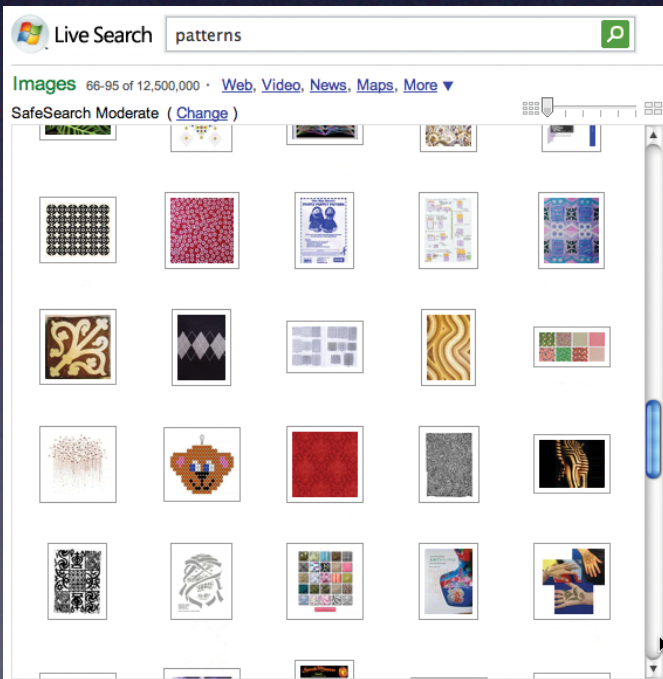 Live Search patterns
Images 66-95 of 12,500,000 · Web, Video, News, Maps, More ▼
SafeSearch Moderate ( Change )